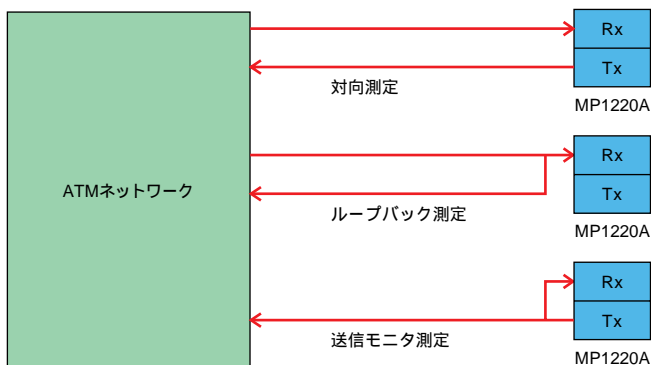 Rx
Tx
対向測定
MP1220A
Rx
ATMネットワーク
Tx
ループバック測定
MP1220A
Rx
Tx
送信モニタ測定
MP1220A